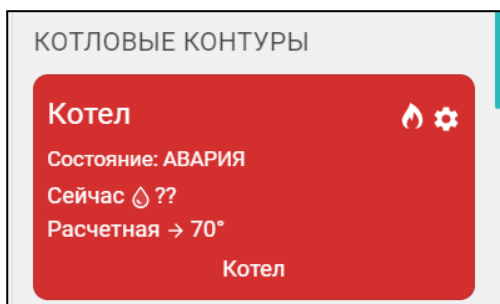 КОТЛОВЫЕ КОНТУРЫ
Котел
Состояние: АВАРИЯ
Сейчас ??
Расчетная → 70°
Котел